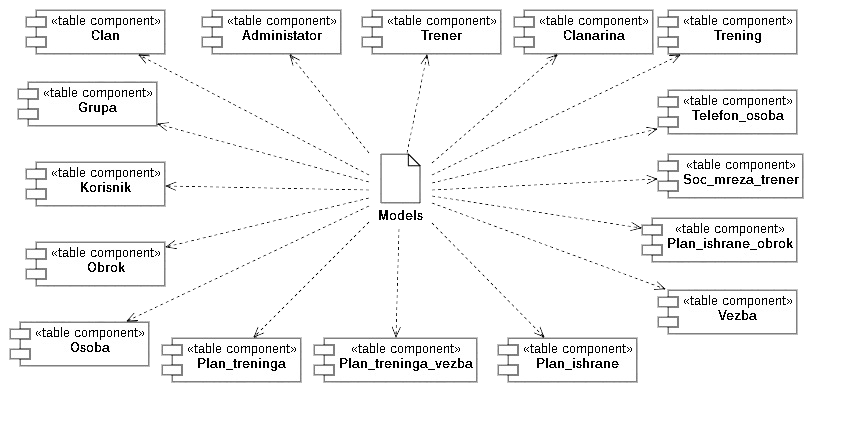 «table component»
Clan
«table component»
Administator
«table component»
Trener
«table component»
Clanarina
«table component»
Trening
«table component»
Grupa
«table component»
Telefon_osoba
«table component»
Korisnik
«table component»
Soc_mreza_trener
Models
«table component»
Plan_ishrane_obrok
«table component»
Obrok
«table component»
Vezba
«table component»
Osoba
«table component»
Plan_treninga
«table component»
Plan_treninga_vezba
«table component»
Plan_ishrane